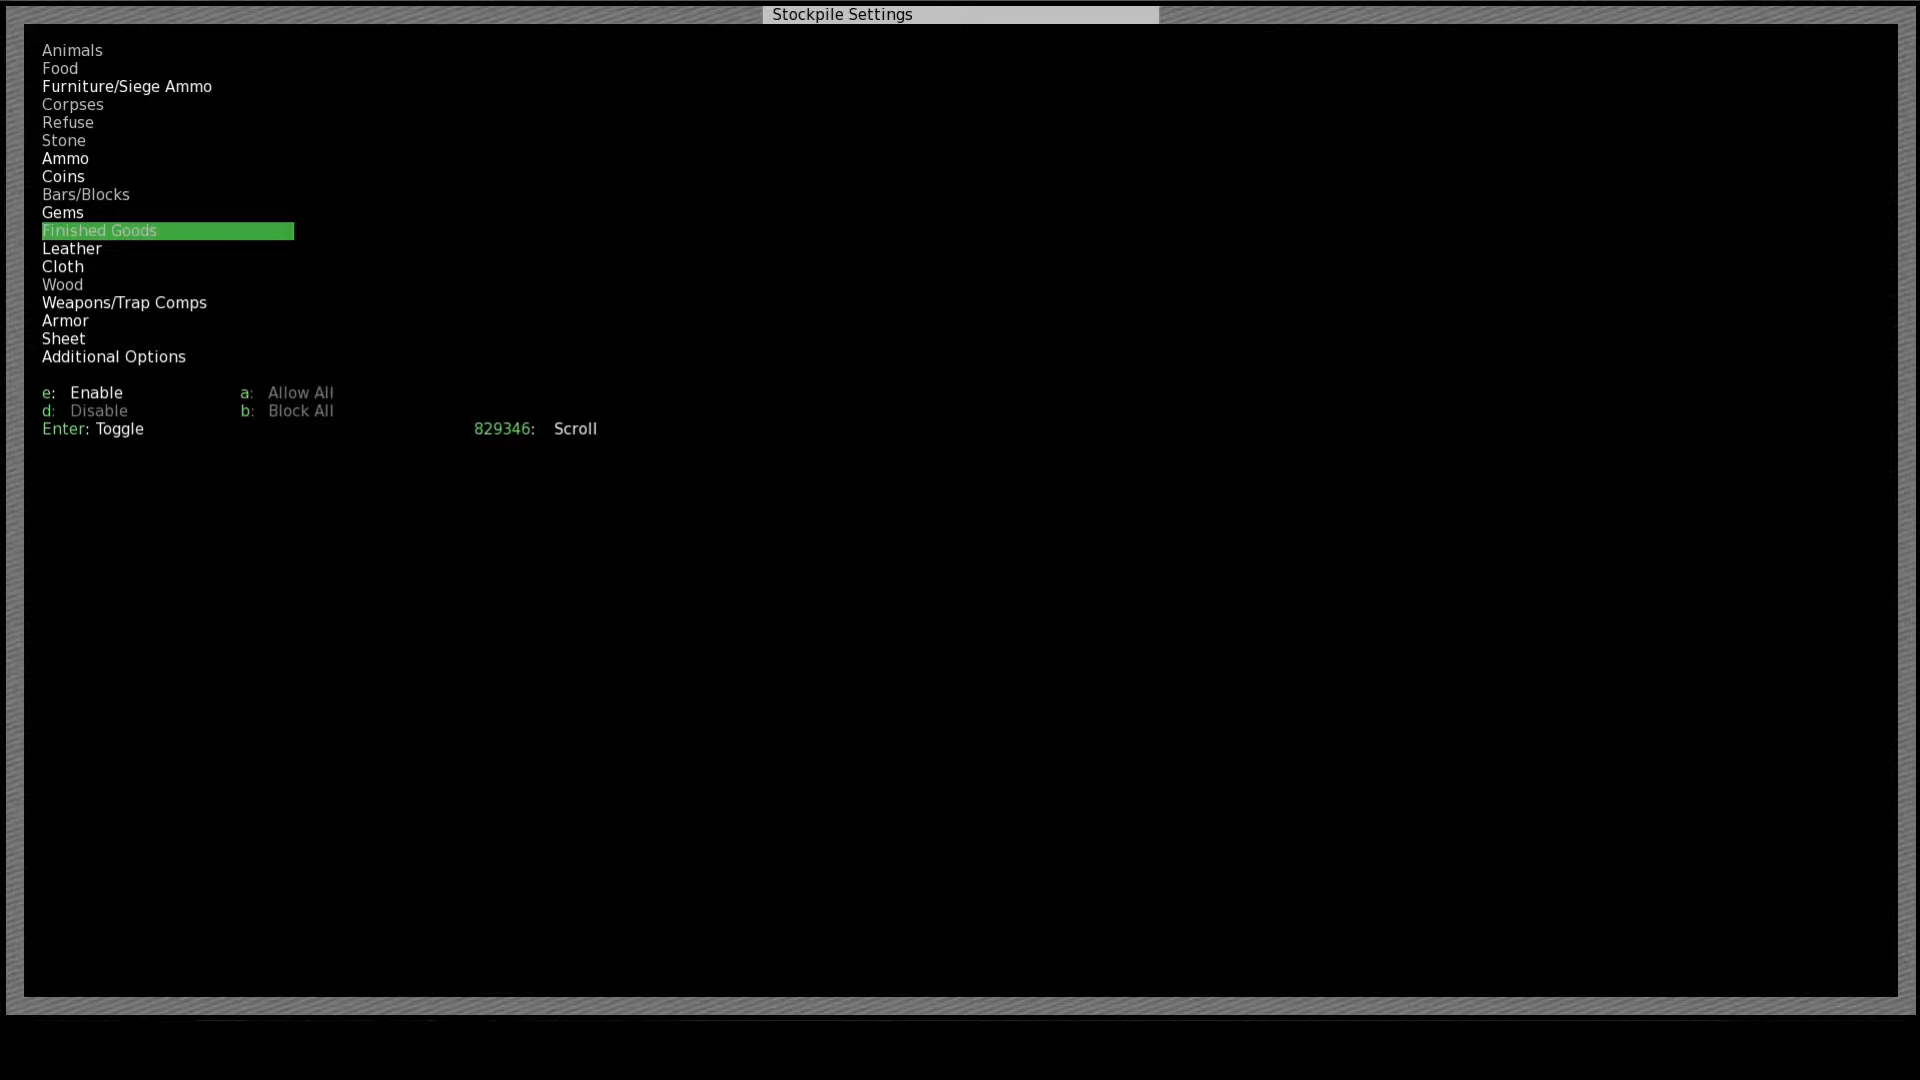 Stockpile Settings
Animals
Food
Furniture/Siege Ammo
Corpses
Refuse
Stone
Ammo
Coins
Bars/Blocks
Gems
Finished Goods
Leather
Cloth
Wood
Weapons/Trap Comps
Armor
Sheet
Additional Options
e: Enable a: Allow All
d: Disable b: Block All
Enter: Toggle 829346: Scroll